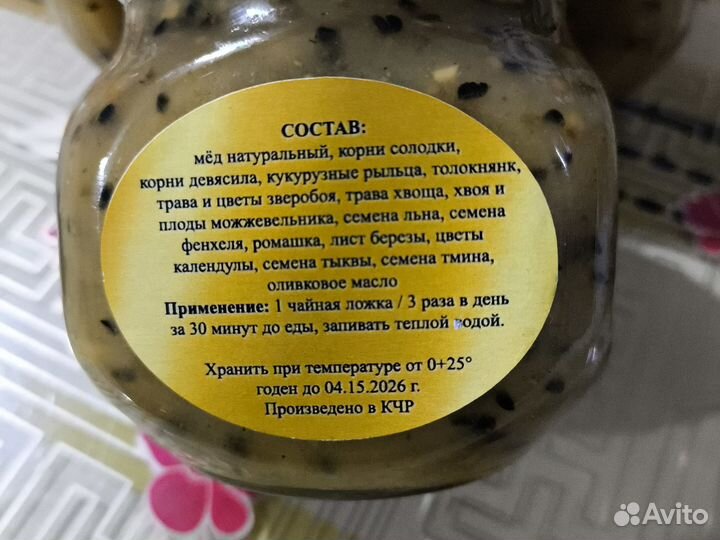 СОСТАВ:
мёд натуральный, корни солодки,
корни девясила, кукурузные рыльца, толокнянк,
трава и цветы зверобоя, трава хвоща, хвоя и
плоды можжевельника, семена льна, семена
фенхеля, ромашка, лист березы, цветы
календулы, семена тыквы, семена тмина,
оливковое масло
Применение: 1 чайная ложка / 3 раза в день
за 30 минут до еды, запивать теплой водой.
Хранить при температуре от 0+25°
годен до 04.15.2026 г.
Произведено в КЧР
Avito